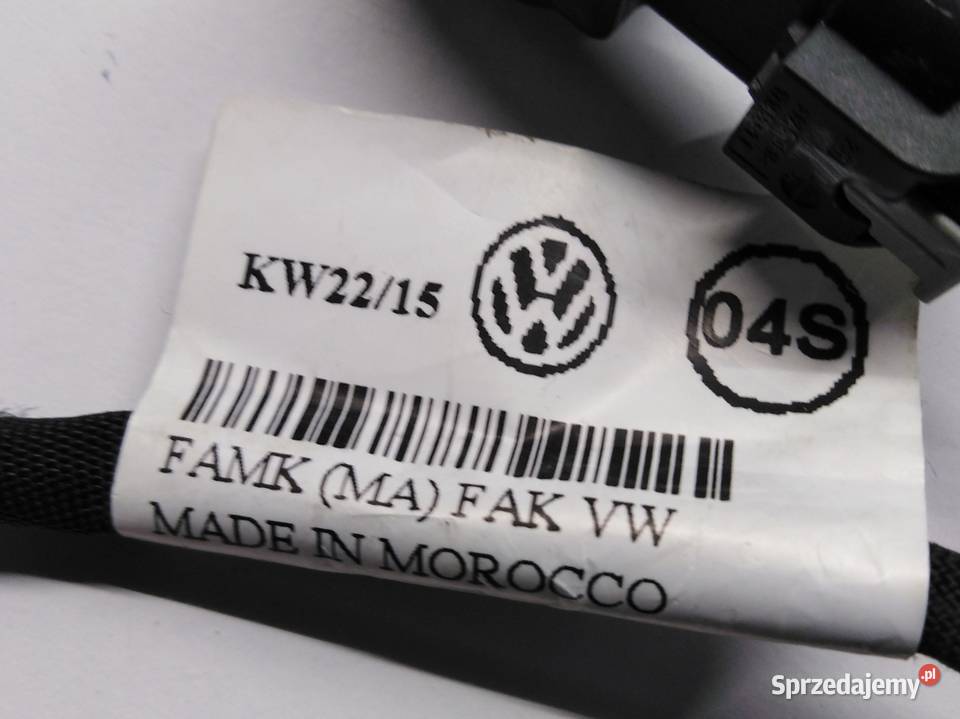 KW22/15
04S
FAMK (MA) FAK VW
MADE IN MOROCCO
Sprzedajemy.pl